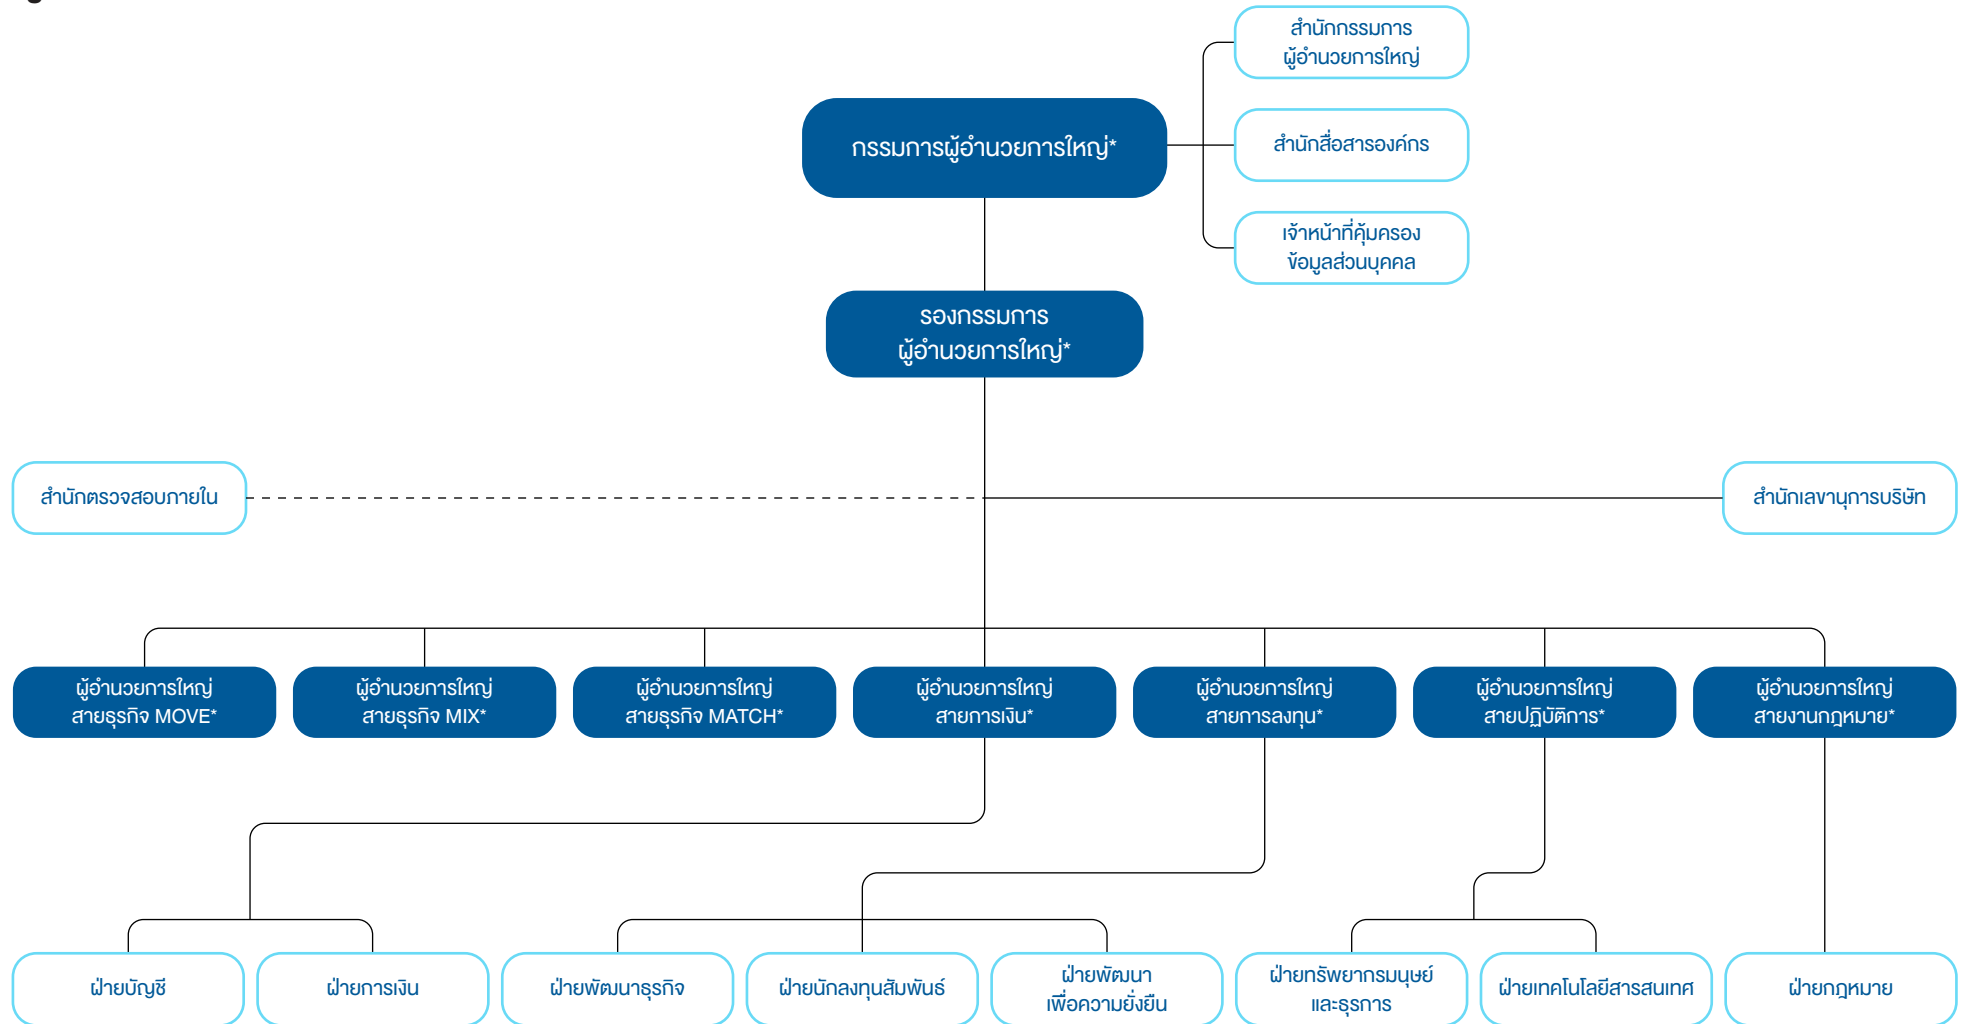 สำนักกรรมการ
ผู้อำนวยการใหญ่
กรรมการผู้อำนวยการใหญ่*
สำนักสื่อสารองค์กร
เจ้าหน้าที่คุ้มครอง
ข้อมูลส่วนบุคคล
รองกรรมการ
ผู้อำนวยการใหญ่*
สำนักตรวจสอบภายใน
สำนักเลขานุการบริษัท
ผู้อำนวยการใหญ่
สายธุรกิจ MOVE*
ผู้อำนวยการใหญ่
สายธุรกิจ MIX*
ผู้อำนวยการใหญ่
สายธุรกิจ MATCH*
ผู้อำนวยการใหญ่
สายการเงิน*
ผู้อำนวยการใหญ่
สายการลงทุน*
ผู้อำนวยการใหญ่
สายปฏิบัติการ*
ผู้อำนวยการใหญ่
สายงานกฎหมาย*
ฝ่ายบัญชี
ฝ่ายการเงิน
ฝ่ายพัฒนาธุรกิจ
ฝ่ายนักลงทุนสัมพันธ์
ฝ่ายพัฒนา
เพื่อความยั่งยืน
ฝ่ายทรัพยากรมนุษย์
และธุรการ
ฝ่ายเทคโนโลยีสารสนเทศ
ฝ่ายกฎหมาย